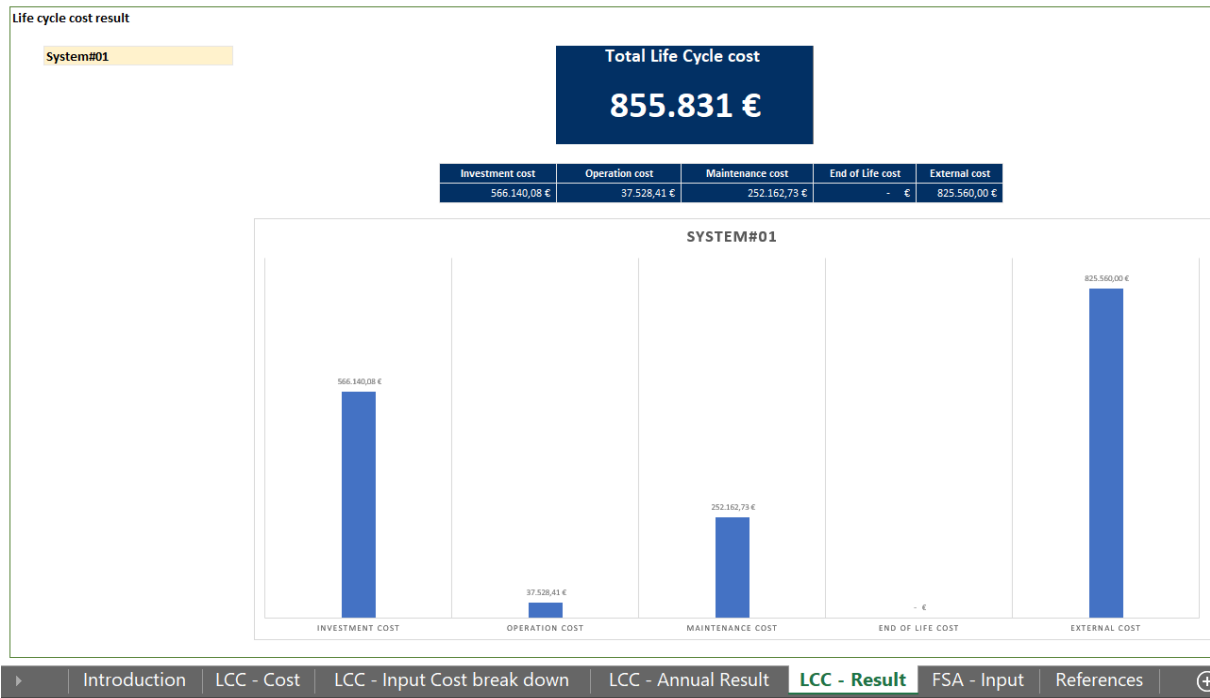 Life cycle cost result
System#01
Total Life Cycle cost
855.831 €
Investment cost Operation cost Maintenance cost End of Life cost External cost
566.140,08 € 37.528,41 € 252.162,73 € - € 825.560,00 €
SYSTEM#01
825.560,00 €
566.140,08 €
252.162,73 €
37.528,41 €
- €
INVESTMENT COST OPERATION COST MAINTENANCE COST END OF LIFE COST EXTERNAL COST
Introduction LCC - Cost LCC - Input Cost break down LCC - Annual Result LCC - Result FSA - Input References